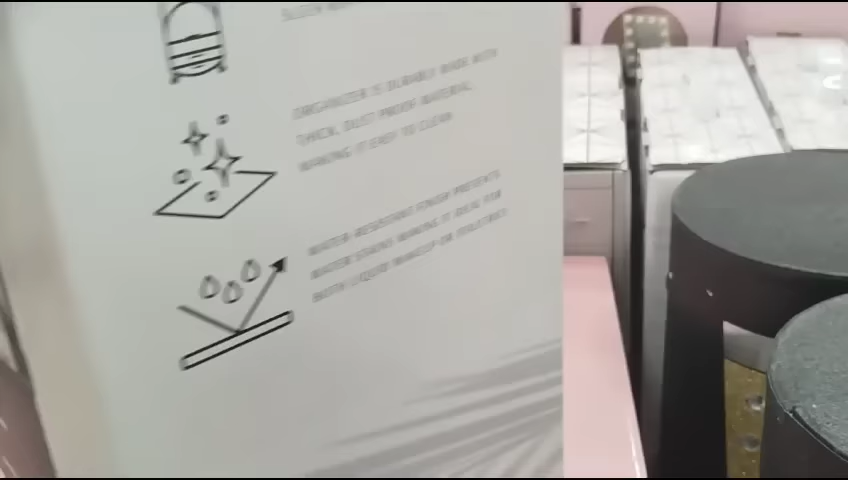 ORGANIZER IS DURABLY MADE WITH
THICK, DUST PROOF MATERIAL,
MAKING IT EASY TO CLEAN
WATER-RESISTANT FINISH PREVENTS
WATER STAINS MAKING IT IDEAL FOR
BOTH LIQUID MAKEUP OR TOILETRIES